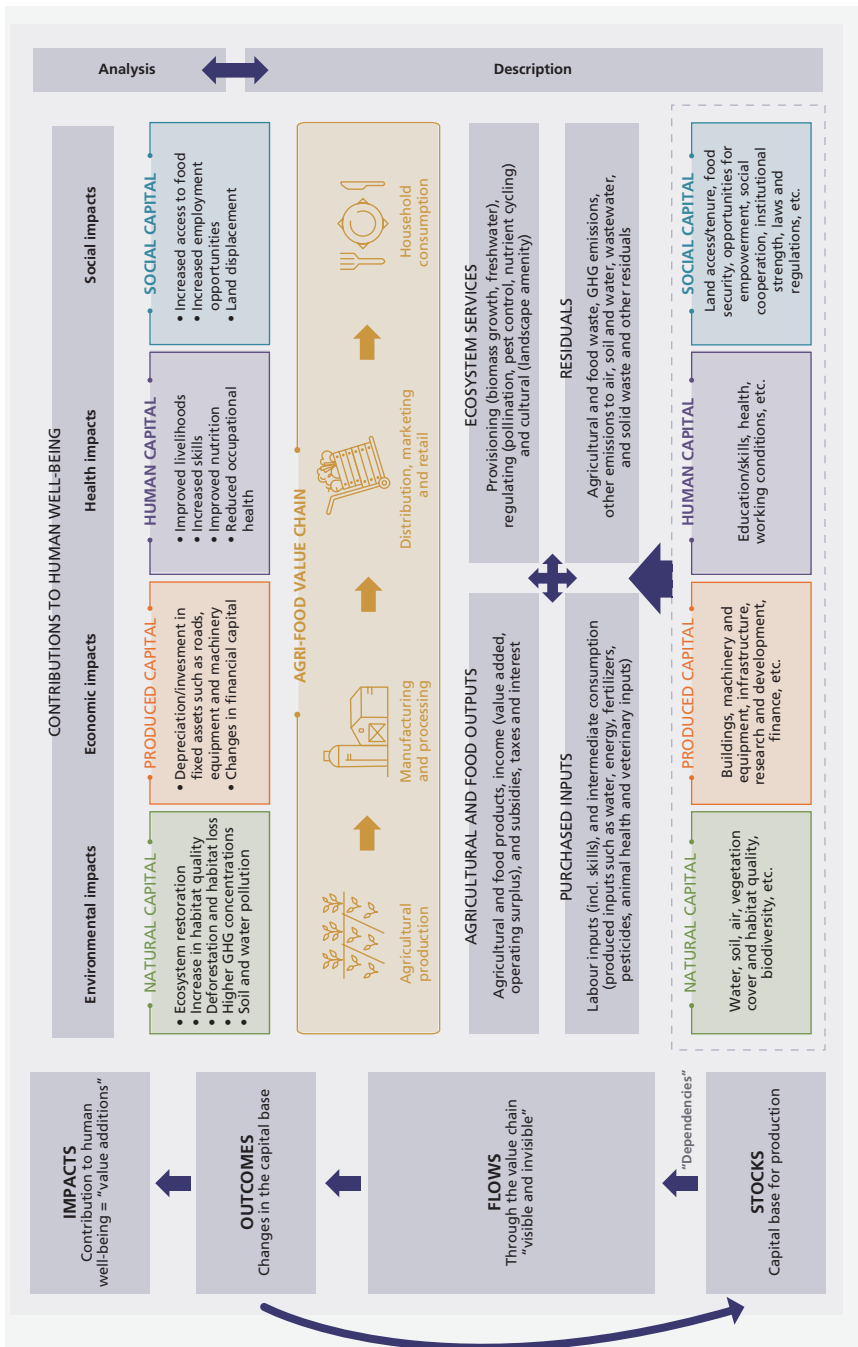 IMPACTS
Contribution to human
well-being = “value additions”
CONTRIBUTIONS TO HUMAN WELL-BEING
Environmental impacts
Economic impacts
Health impacts
Social impacts
Analysis
OUTCOMES
Changes in the capital base
NATURAL CAPITAL
• Ecosystem restoration
• Increase in habitat quality
• Deforestation and habitat loss
• Higher GHG concentrations
• Soil and water pollution
PRODUCED CAPITAL
• Depreciation/invesment in
fixed assets such as roads,
equipment and machinery
• Changes in financial capital
HUMAN CAPITAL
• Improved livelihoods
• Increased skills
• Improved nutrition
• Reduced occupational
health
SOCIAL CAPITAL
• Increased access to food
• Increased employment
opportunities
• Land displacement
Description
FLOWS
Through the value chain
“visible and invisible”
AGRI-FOOD VALUE CHAIN
Agricultural
production
Manufacturing
and processing
Distribution, marketing
and retail
Household
consumption
AGRICULTURAL AND FOOD OUTPUTS
Agricultural and food products, income (value added,
operating surplus), and subsidies, taxes and interest
ECOSYSTEM SERVICES
Provisioning (biomass growth, freshwater),
regulating (pollination, pest control, nutrient cycling)
and cultural (landscape amenity)
PURCHASED INPUTS
Labour inputs (incl. skills), and intermediate consumption
(produced inputs such as water, energy, fertilizers,
pesticides, animal health and veterinary inputs)
RESIDUALS
Agricultural and food waste, GHG emissions,
other emissions to air, soil and water, wastewater,
and solid waste and other residuals
“Dependencies”
STOCKS
Capital base for production
NATURAL CAPITAL
Water, soil, air, vegetation
cover and habitat quality,
biodiversity, etc.
PRODUCED CAPITAL
Buildings, machinery and
equipment, infrastructure,
research and development,
finance, etc.
HUMAN CAPITAL
Education/skills, health,
working conditions, etc.
SOCIAL CAPITAL
Land access/tenure, food
security, opportunities for
empowerment, social
cooperation, institutional
strength, laws and
regulations, etc.